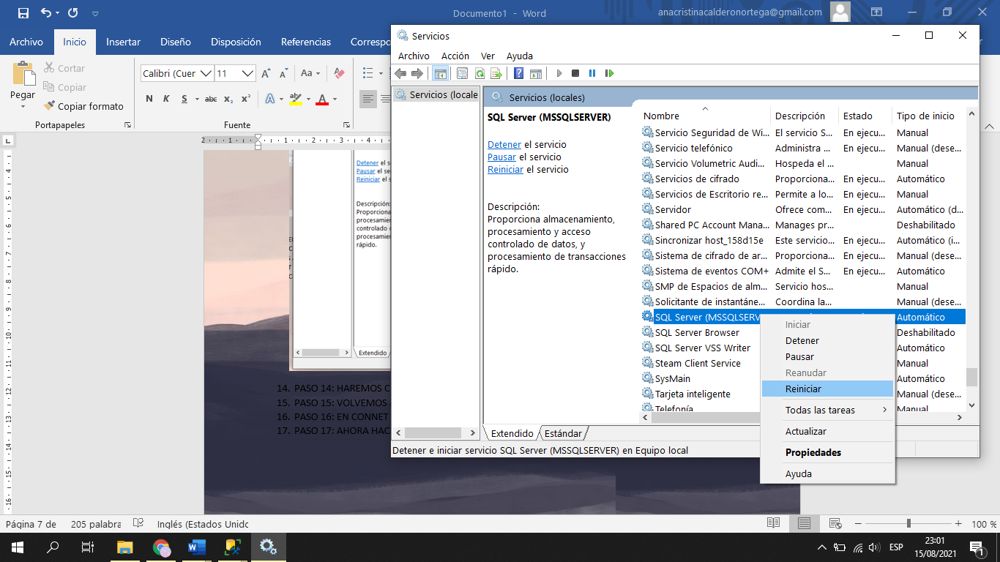 Documento1 - Word
anacristinacalderonortega@gmail.com
Archivo Inicio Insertar Diseño Disposición Referencias Correspo
Pegar
Cortar
Copiar
Copiar formato
Portapapeles
Calibri (Cuer 11
A A Aa
N K S abc x₂ x² A ab A
Fuente
2 1 1 2 3 4
Detener el s
Pausar el se
Reiniciar el s
Descripción:
Proporciona
procesamien
controlado d
procesamien
rápido.
Extendido
14. PASO 14: HAREMOS C
15. PASO 15: VOLVEMOS
16. PASO 16: EN CONNET
17. PASO 17: AHORA HAC
Servicios
Archivo Acción Ver Ayuda
Servicios (locale
Servicios (locales)
SQL Server (MSSQLSERVER)
Detener el servicio
Pausar el servicio
Reiniciar el servicio
Descripción:
Proporciona almacenamiento,
procesamiento y acceso
controlado de datos, y
procesamiento de transacciones
rápido.
Nombre Descripción Estado Tipo de inicio
Servicio Seguridad de Wi... El servicio S... En ejecu... Manual
Servicio telefónico Administra ... En ejecu... Manual (dese...
Servicio Volumetric Audi... Hospeda el ... Manual
Servicios de cifrado Proporciona... En ejecu... Automático
Servicios de Escritorio re... Permite a lo... En ejecu... Manual
Servidor Ofrece com... En ejecu... Automático (d...
Shared PC Account Mana... Manages pr... Deshabilitado
Sincronizar host_158d15e Este servicio... En ejecu... Automático (i...
Sistema de cifrado de ar... Proporciona... En ejecu... Manual (dese...
Sistema de eventos COM+ Admite el S... En ejecu... Automático
SMP de Espacios de alm... Servicio hos... Manual
Solicitante de instantáne... Coordina la... Manual (dese...
SQL Server (MSSQLSERV Automático
SQL Server Browser Deshabilitado
SQL Server VSS Writer Automático
Steam Client Service Manual
SysMain Automático
Tarjeta inteligente Manual (dese...
Telefonía Manual
Iniciar
Detener
Pausar
Reanudar
Reiniciar
Todas las tareas
Actualizar
Propiedades
Ayuda
Extendido Estándar
Detener e iniciar servicio SQL Server (MSSQLSERVER) en Equipo local
Página 7 de 205 palabra Inglés (Estados Unidc 100 %
ESP
23:01
15/08/2021
1